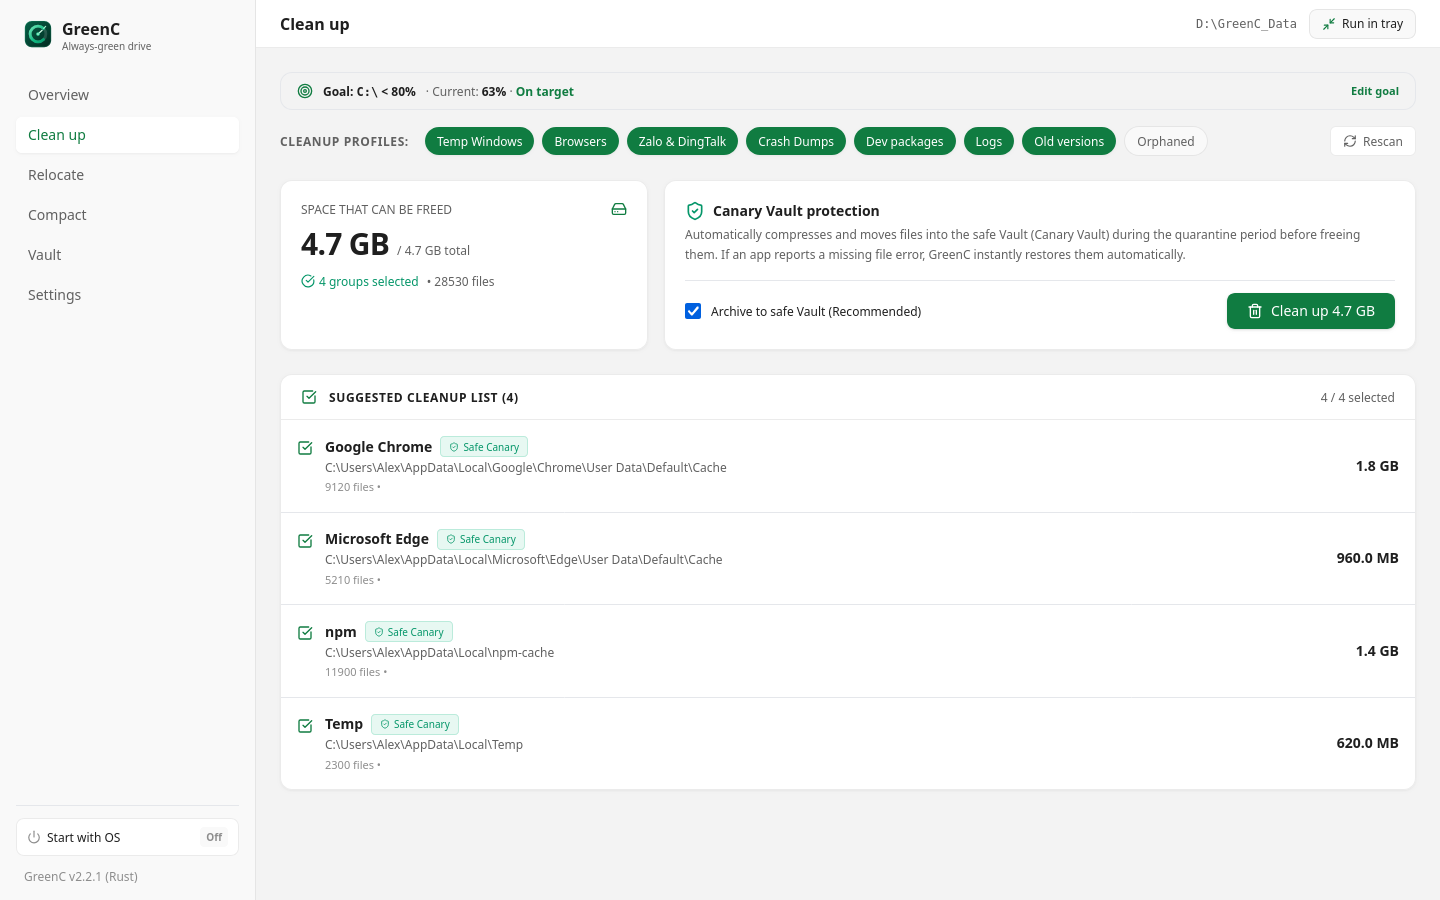 GreenC
Always-green drive
Overview
Clean up
Relocate
Compact
Vault
Settings
Start with OS
Off
GreenC v2.2.1 (Rust)
Clean up
D:\GreenC_Data
Run in tray
Goal: C:\ < 80% · Current: 63% · On target
Edit goal
CLEANUP PROFILES:
Temp Windows
Browsers
Zalo & DingTalk
Crash Dumps
Dev packages
Logs
Old versions
Orphaned
Rescan
SPACE THAT CAN BE FREED
4.7 GB / 4.7 GB total
4 groups selected • 28530 files
Canary Vault protection
Automatically compresses and moves files into the safe Vault (Canary Vault) during the quarantine period before freeing
them. If an app reports a missing file error, GreenC instantly restores them automatically.
Archive to safe Vault (Recommended)
Clean up 4.7 GB
SUGGESTED CLEANUP LIST (4)
4 / 4 selected
Google Chrome
Safe Canary
C:\Users\Alex\AppData\Local\Google\Chrome\User Data\Default\Cache
9120 files •
1.8 GB
Microsoft Edge
Safe Canary
C:\Users\Alex\AppData\Local\Microsoft\Edge\User Data\Default\Cache
5210 files •
960.0 MB
npm
Safe Canary
C:\Users\Alex\AppData\Local\npm-cache
11900 files •
1.4 GB
Temp
Safe Canary
C:\Users\Alex\AppData\Local\Temp
2300 files •
620.0 MB